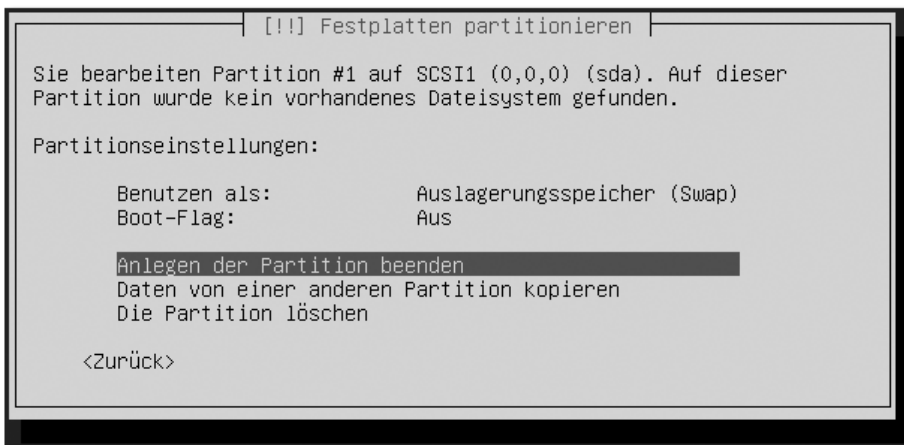 [!!] Festplatten partitionieren
Sie bearbeiten Partition #1 auf SCSI1 (0,0,0) (sda). Auf dieser
Partition wurde kein vorhandenes Dateisystem gefunden.
Partitionseinstellungen:
Benutzen als: Auslagerungsspeicher (Swap)
Boot-Flag: Aus
Anlegen der Partition beenden
Daten von einer anderen Partition kopieren
Die Partition löschen
<Zurück>